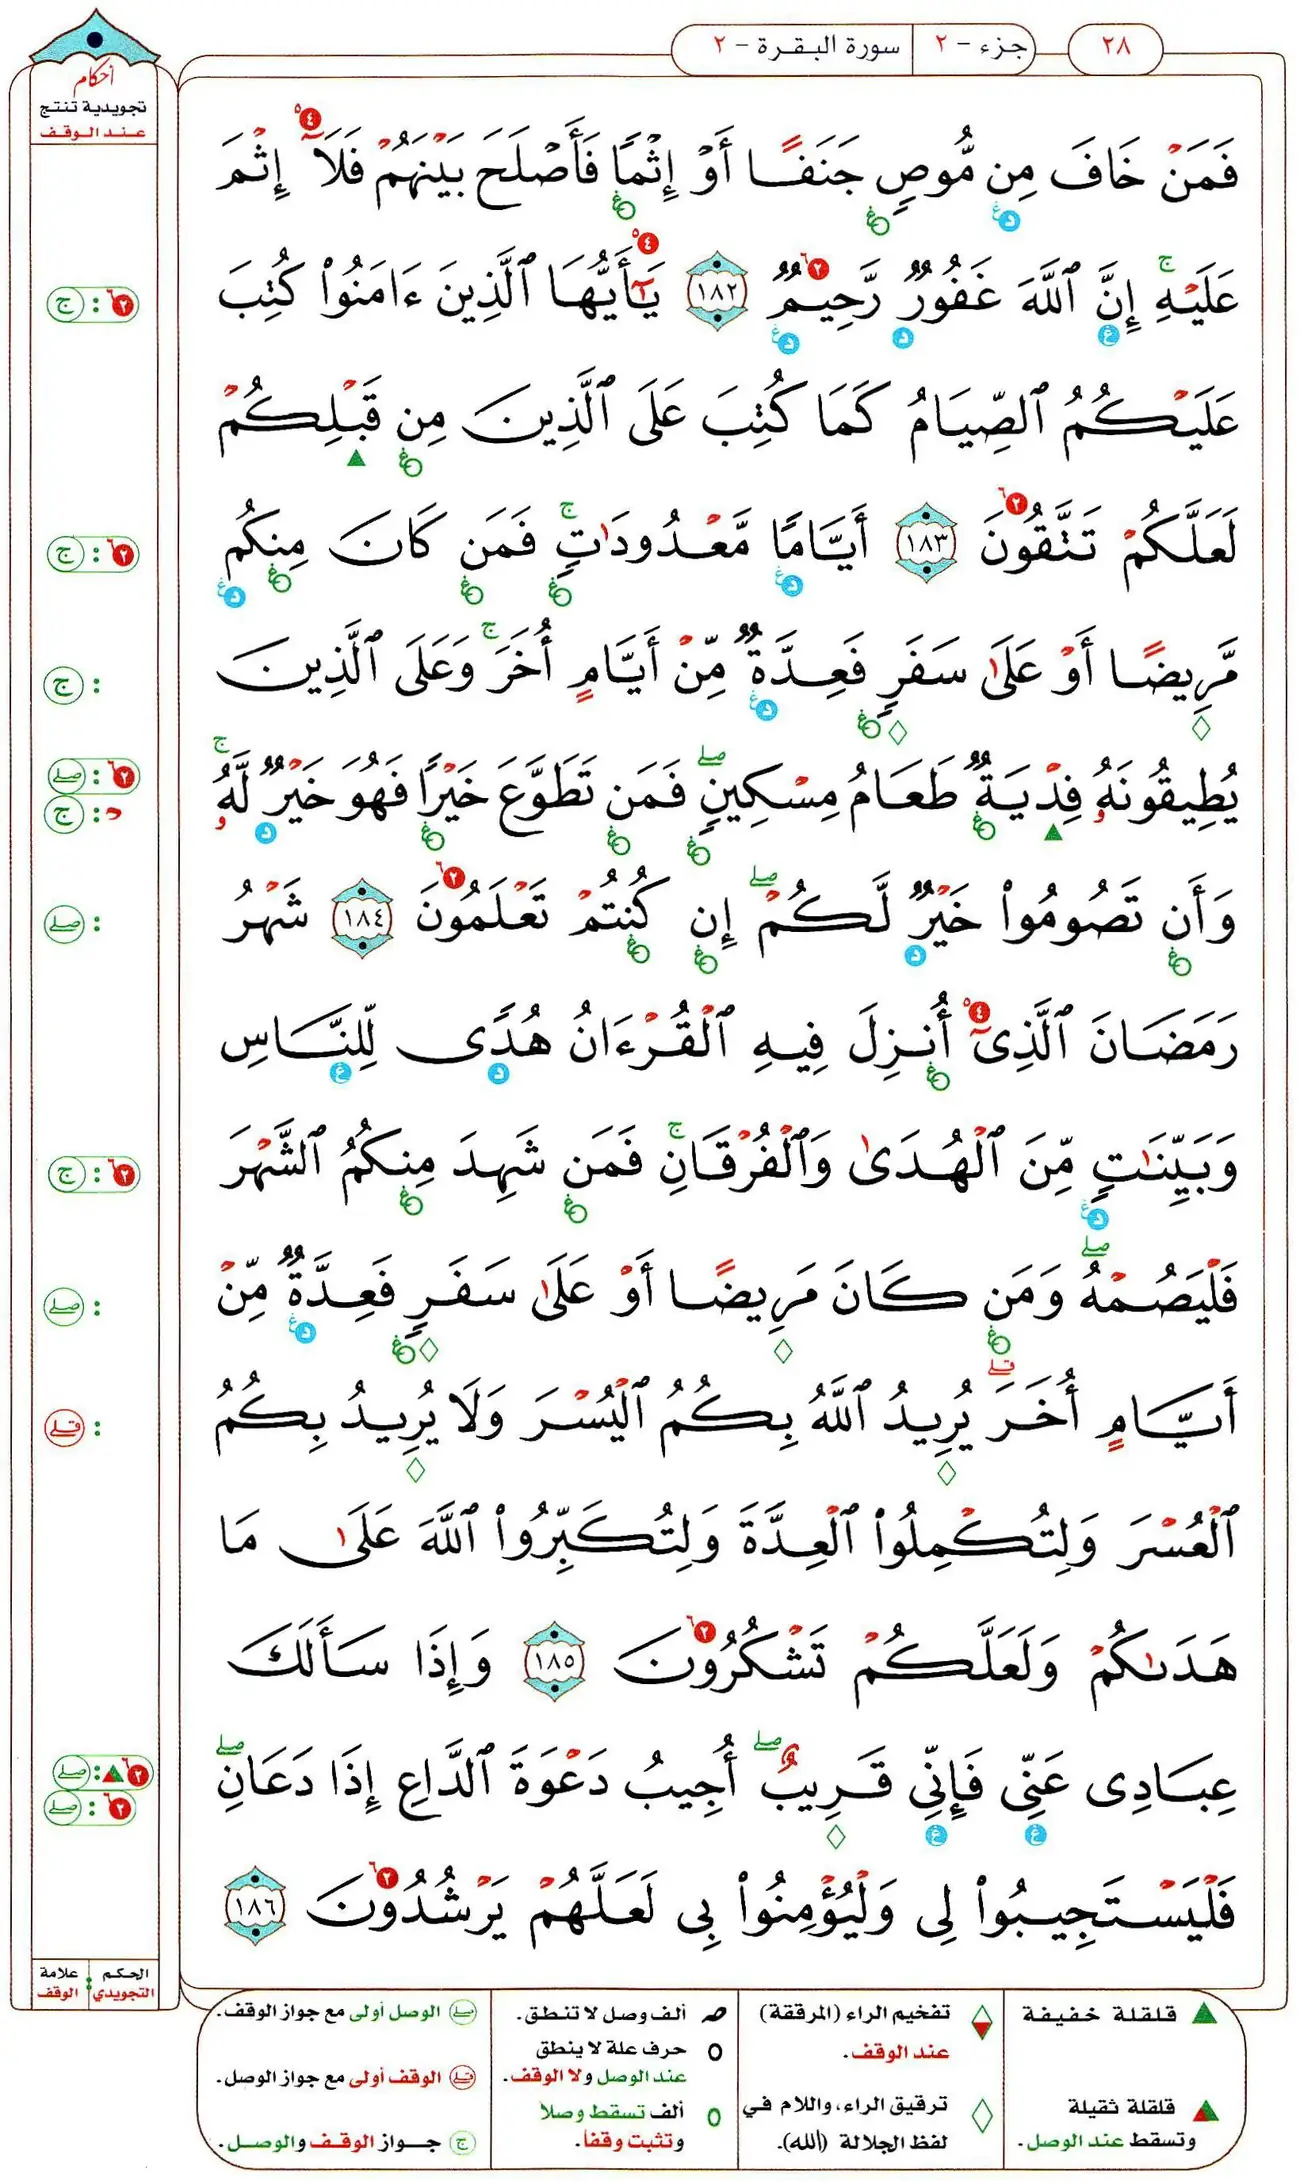 ٢٨
جزء - ٢
سورة البقرة - ٢
أحكام
تجويدية تنتج
عند الوقف
فَمَنْ خَافَ مِن مُّوصٍ جَنَفًا أَوْ إِثْمًا فَأَصْلَحَ بَيْنَهُمْ فَلَآ إِثْمَ
عَلَيْهِ ۚ إِنَّ ٱللَّهَ غَفُورٌ رَّحِيمٌ ١٨٢ يَٰٓأَيُّهَا ٱلَّذِينَ ءَامَنُوا۟ كُتِبَ
عَلَيْكُمُ ٱلصِّيَامُ كَمَا كُتِبَ عَلَى ٱلَّذِينَ مِن قَبْلِكُمْ
لَعَلَّكُمْ تَتَّقُونَ ١٨٣ أَيَّامًا مَّعْدُودَٰتٍ ۚ فَمَن كَانَ مِنكُم
مَّرِيضًا أَوْ عَلَىٰ سَفَرٍ فَعِدَّةٌ مِّنْ أَيَّامٍ أُخَرَ ۚ وَعَلَى ٱلَّذِينَ
يُطِيقُونَهُۥ فِدْيَةٌ طَعَامُ مِسْكِينٍ ۖ فَمَن تَطَوَّعَ خَيْرًا فَهُوَ خَيْرٌ لَّهُۥ ۚ
وَأَن تَصُومُوا۟ خَيْرٌ لَّكُمْ ۖ إِن كُنتُمْ تَعْلَمُونَ ١٨٤ شَهْرُ
رَمَضَانَ ٱلَّذِىٓ أُنزِلَ فِيهِ ٱلْقُرْءَانُ هُدًى لِّلنَّاسِ
وَبَيِّنَٰتٍ مِّنَ ٱلْهُدَىٰ وَٱلْفُرْقَانِ ۚ فَمَن شَهِدَ مِنكُمُ ٱلشَّهْرَ
فَلْيَصُمْهُ ۖ وَمَن كَانَ مَرِيضًا أَوْ عَلَىٰ سَفَرٍ فَعِدَّةٌ مِّنْ
أَيَّامٍ أُخَرَ ۗ يُرِيدُ ٱللَّهُ بِكُمُ ٱلْيُسْرَ وَلَا يُرِيدُ بِكُمُ
ٱلْعُسْرَ وَلِتُكْمِلُوا۟ ٱلْعِدَّةَ وَلِتُكَبِّرُوا۟ ٱللَّهَ عَلَىٰ مَا
هَدَىٰكُمْ وَلَعَلَّكُمْ تَشْكُرُونَ ١٨٥ وَإِذَا سَأَلَكَ
عِبَادِى عَنِّى فَإِنِّى قَرِيبٌ ۖ أُجِيبُ دَعْوَةَ ٱلدَّاعِ إِذَا دَعَانِ ۖ
فَلْيَسْتَجِيبُوا۟ لِى وَلْيُؤْمِنُوا۟ بِى لَعَلَّهُمْ يَرْشُدُونَ ١٨٦
الحكم التجويدي : علامة الوقف
قلقلة خفيفة
قلقلة ثقيلة
وتسقط عند الوصل.
تفخيم الراء (المرققة)
عند الوقف.
ترقيق الراء، واللام في
لفظ الجلالة (الله).
ألف وصل لا تنطق.
حرف علة لا ينطق
عند الوصل ولا الوقف.
ألف تسقط وصلاً
وتثبت وقفاً.
صلے الوصل أولى مع جواز الوقف.
قلے الوقف أولى مع جواز الوصل.
ج جواز الوقف والوصل.